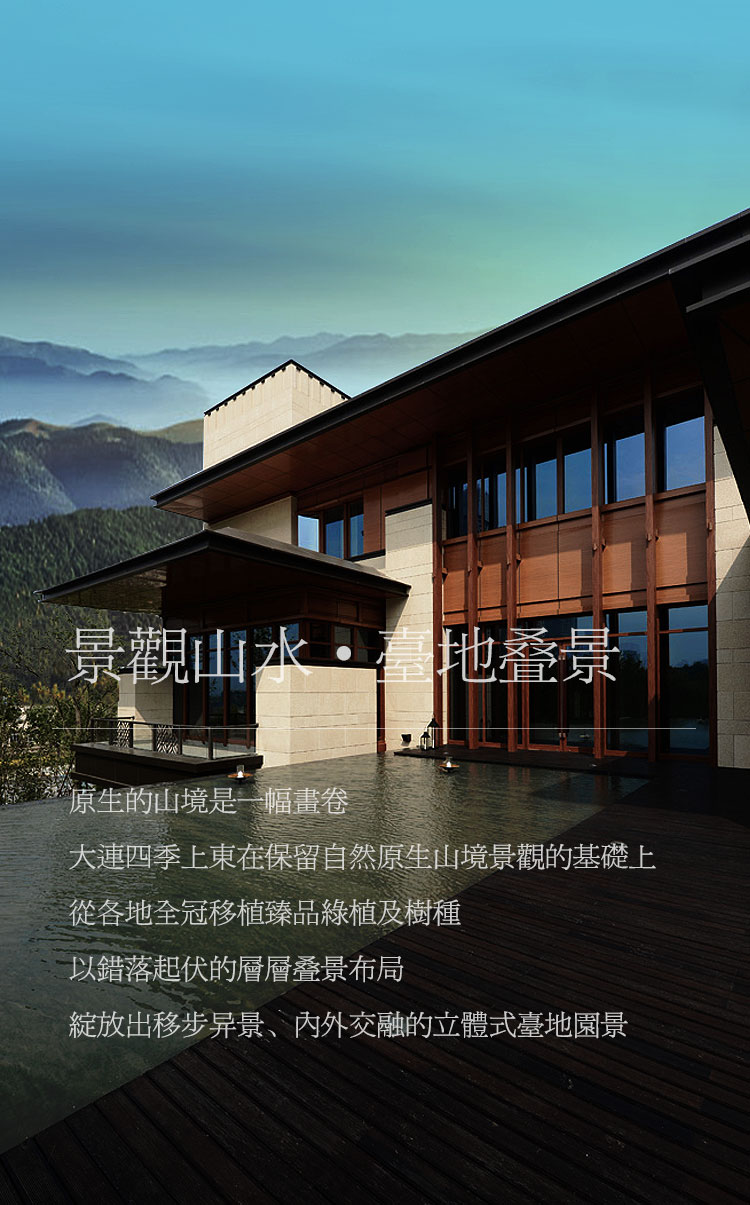 景觀山水·臺地叠景
原生的山境是一幅畫卷
大連四季上東在保留自然原生山境景觀的基礎上
從各地全冠移植臻品綠植及樹種
以錯落起伏的層層叠景布局
綻放出移步异景、內外交融的立體式臺地園景